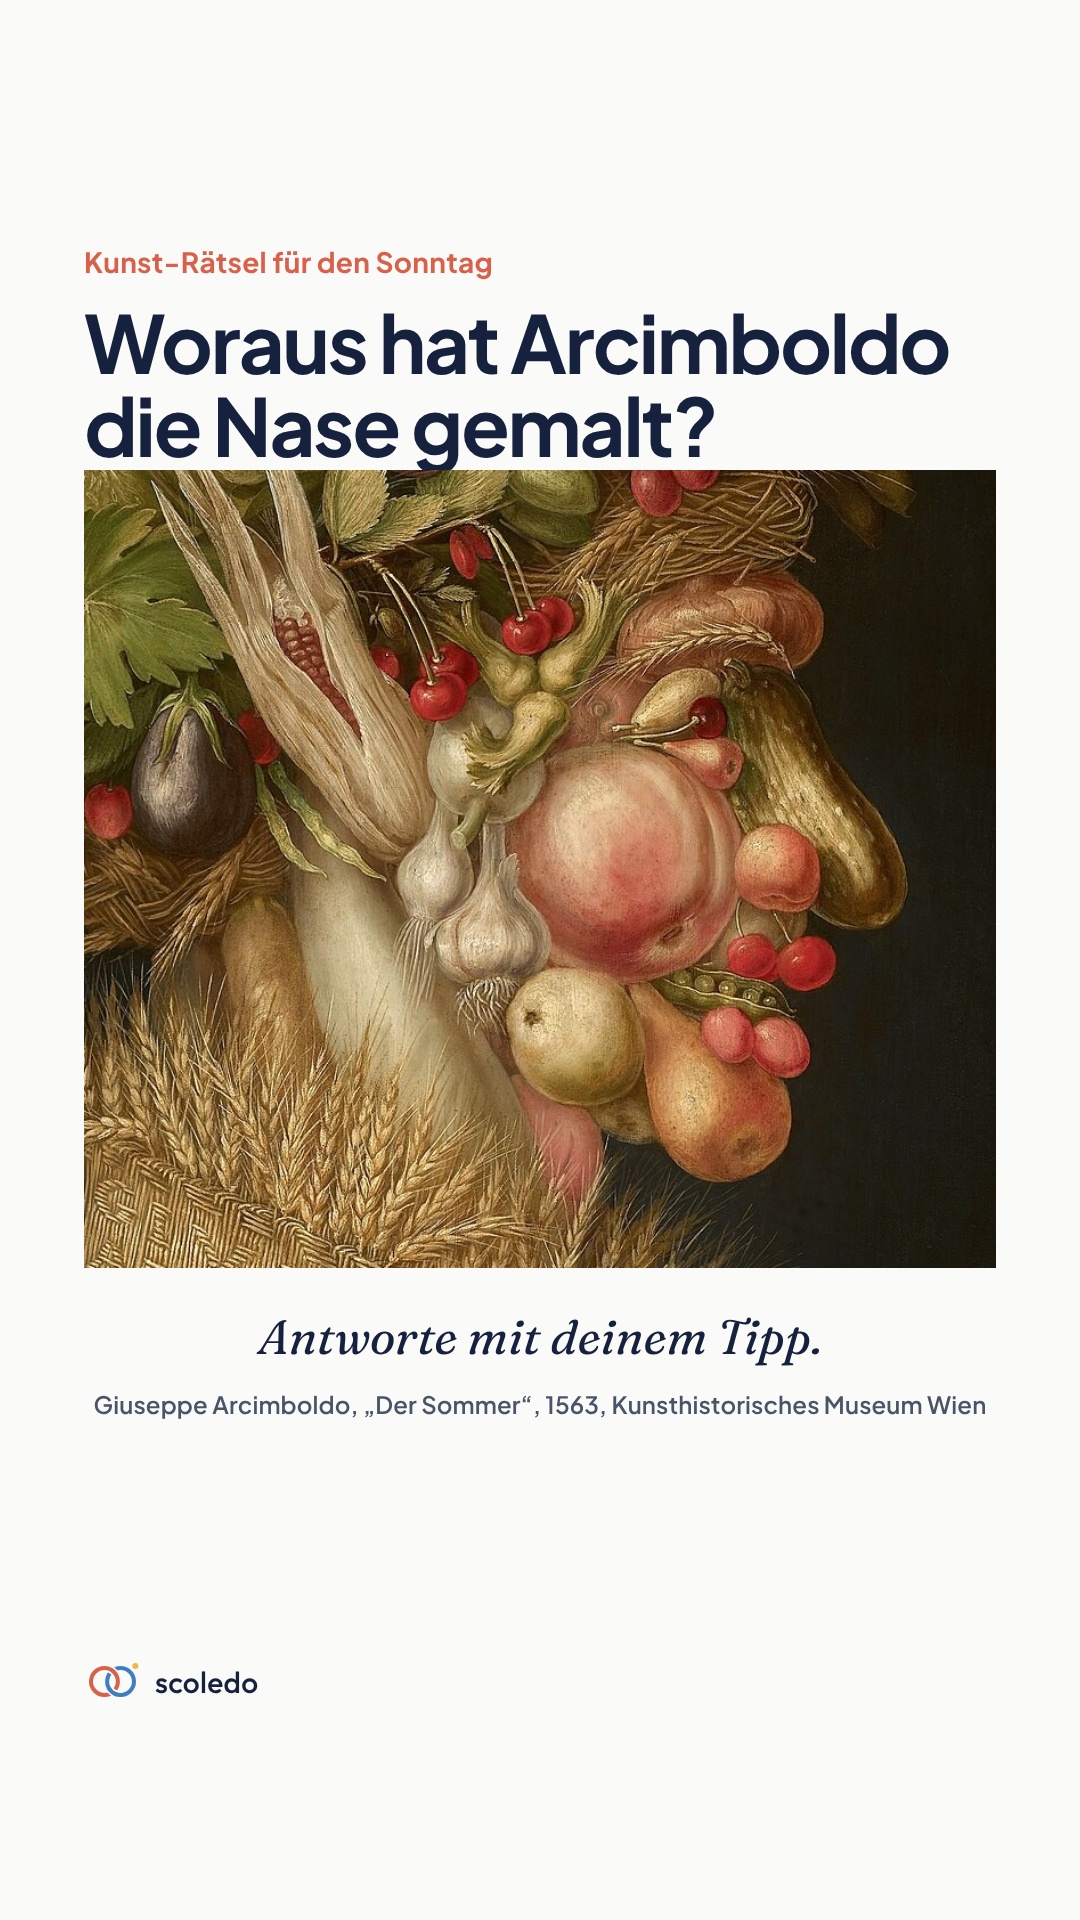 Kunst-Rätsel für den Sonntag
Woraus hat Arcimboldo
die Nase gemalt?
Antworte mit deinem Tipp.
Giuseppe Arcimboldo, „Der Sommer“, 1563, Kunsthistorisches Museum Wien
scoledo